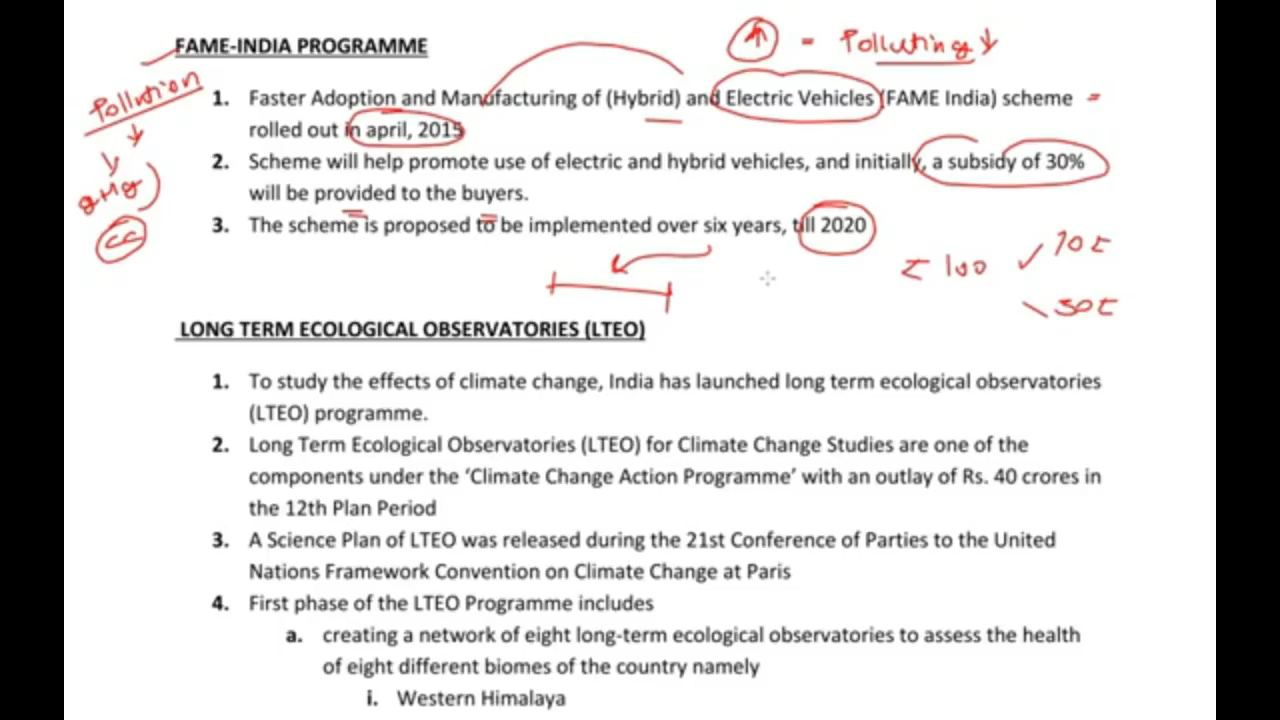 FAME-INDIA PROGRAMME
↑ = Polluting ↓
Pollution
1. Faster Adoption and Manufacturing of (Hybrid) and Electric Vehicles (FAME India) scheme =
rolled out in april, 2015
2. Scheme will help promote use of electric and hybrid vehicles, and initially, a subsidy of 30%
will be provided to the buyers.
GHG
3. The scheme is proposed to be implemented over six years, till 2020
CC
₹ 100
LONG TERM ECOLOGICAL OBSERVATORIES (LTEO)
1. To study the effects of climate change, India has launched long term ecological observatories
(LTEO) programme.
2. Long Term Ecological Observatories (LTEO) for Climate Change Studies are one of the
components under the ‘Climate Change Action Programme’ with an outlay of Rs. 40 crores in
the 12th Plan Period
3. A Science Plan of LTEO was released during the 21st Conference of Parties to the United
Nations Framework Convention on Climate Change at Paris
4. First phase of the LTEO Programme includes
a. creating a network of eight long-term ecological observatories to assess the health
of eight different biomes of the country namely
i. Western Himalaya